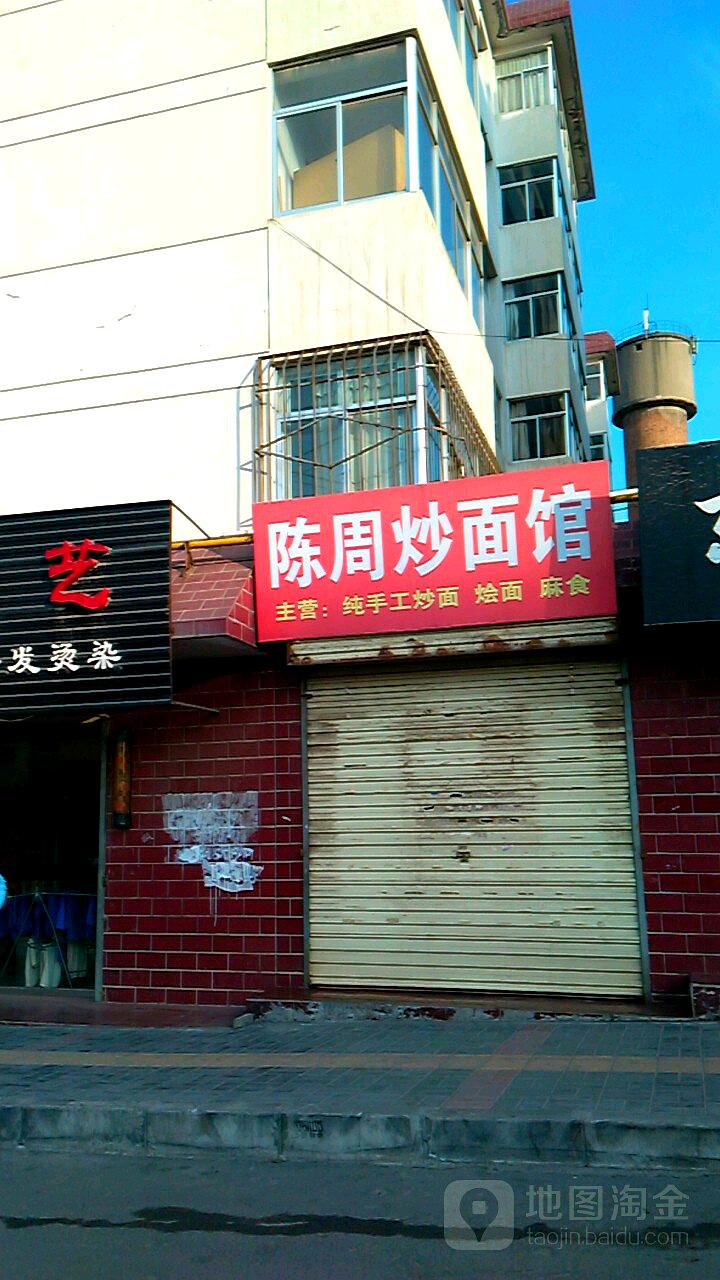 艺
发烫染
陈周炒面馆
主营：纯手工炒面 烩面 麻食
地图淘金
taojin.baidu.com